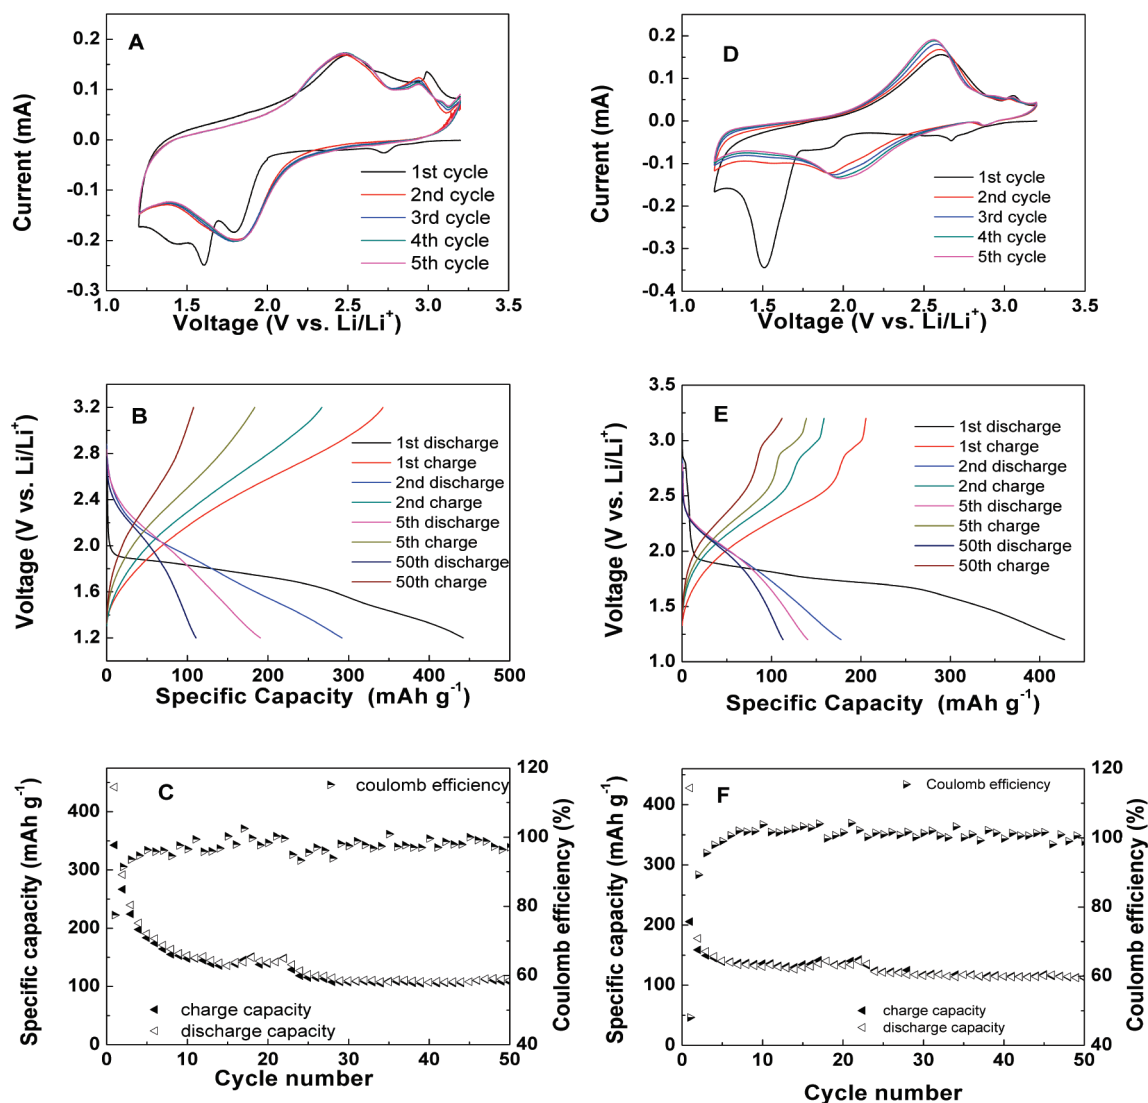 A
0.2
0.1
0.0
-0.1
-0.2
-0.3
Current (mA)
1st cycle
2nd cycle
3rd cycle
4th cycle
5th cycle
1.0
1.5
2.0
2.5
3.0
3.5
Voltage (V vs. Li/Li+)
D
0.2
0.1
0.0
-0.1
-0.2
-0.3
-0.4
Current (mA)
1st cycle
2nd cycle
3rd cycle
4th cycle
5th cycle
1.0
1.5
2.0
2.5
3.0
3.5
Voltage (V vs. Li/Li+)
B
3.2
2.8
2.4
2.0
1.6
1.2
Voltage (V vs. Li/Li+)
1st discharge
1st charge
2nd discharge
2nd charge
5th discharge
5th charge
50th discharge
50th charge
0
100
200
300
400
500
Specific Capacity (mAh g-1)
E
3.5
3.0
2.5
2.0
1.5
1.0
Voltage (V vs. Li/Li+)
1st discharge
1st charge
2nd discharge
2nd charge
5th discharge
5th charge
50th discharge
50th charge
0
100
200
300
400
Specific Capacity (mAh g-1)
C
400
350
300
250
200
150
100
50
0
Specific capacity (mAh g-1)
coulomb efficiency
charge capacity
discharge capacity
120
100
80
60
40
Coulomb efficiency (%)
0
10
20
30
40
50
Cycle number
F
400
350
300
250
200
150
100
50
0
Specific capacity (mAh g-1)
Coulomb efficiency
charge capacity
discharge capacity
120
100
80
60
40
Coulomb efficiency (%)
0
10
20
30
40
50
Cycle number